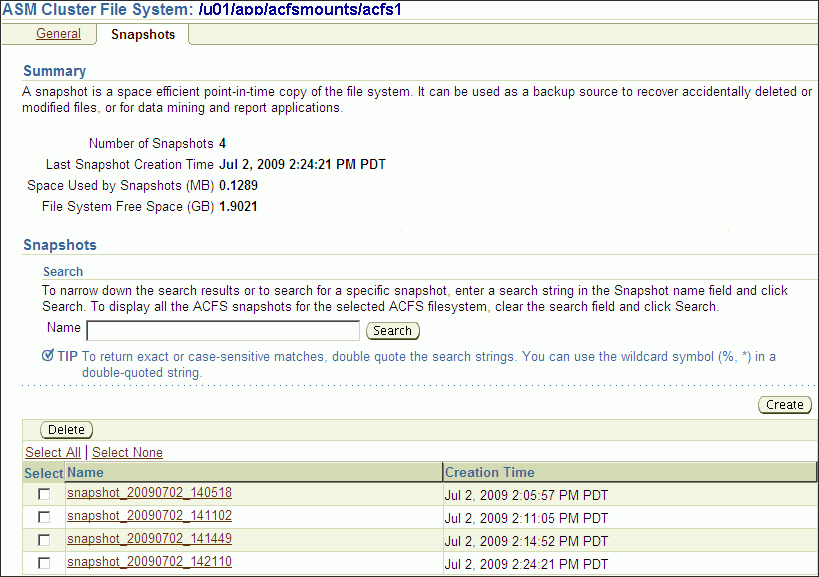 ASM Cluster File System: /u01/app/acfsmounts/acfs1
General Snapshots
Summary
A snapshot is a space efficient point-in-time copy of the file system. It can be used as a backup source to recover accidentally deleted or
modified files, or for data mining and report applications.
Number of Snapshots 4
Last Snapshot Creation Time Jul 2, 2009 2:24:21 PM PDT
Space Used by Snapshots (MB) 0.1289
File System Free Space (GB) 1.9021
Snapshots
Search
To narrow down the search results or to search for a specific snapshot, enter a search string in the Snapshot name field and click
Search. To display all the ACFS snapshots for the selected ACFS filesystem, clear the search field and click Search.
Name Search
TIP To return exact or case-sensitive matches, double quote the search strings. You can use the wildcard symbol (%, *) in a
double-quoted string.
Create
Delete
Select All | Select None
Select Name Creation Time
snapshot_20090702_140518 Jul 2, 2009 2:05:57 PM PDT
snapshot_20090702_141102 Jul 2, 2009 2:11:05 PM PDT
snapshot_20090702_141449 Jul 2, 2009 2:14:52 PM PDT
snapshot_20090702_142110 Jul 2, 2009 2:24:21 PM PDT